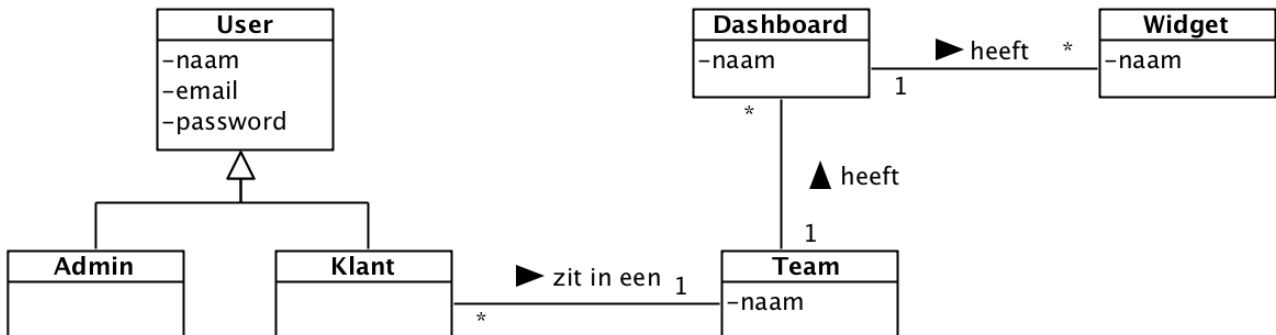 User
-naam
-email
-password
Dashboard
-naam
Widget
-naam
heeft
*
1
*
heeft
1
Admin
Klant
Team
-naam
zit in een
1
*